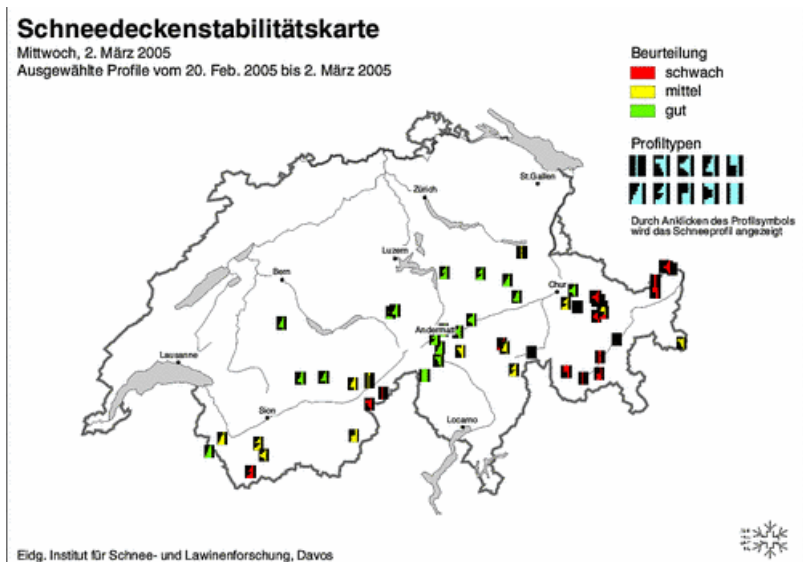 Schneedeckenstabilitätskarte
Mittwoch, 2. März 2005
Ausgewählte Profile vom 20. Feb. 2005 bis 2. März 2005
Beurteilung
schwach
mittel
gut
Profiltypen
Durch Anklicken des Profilsymbols
wird das Schneeprofil angezeigt
St.Gallen
Zürich
Luzern
Bern
Chur
Andermatt
Lausanne
Sion
Locarno
Eidg. Institut für Schnee- und Lawinenforschung, Davos